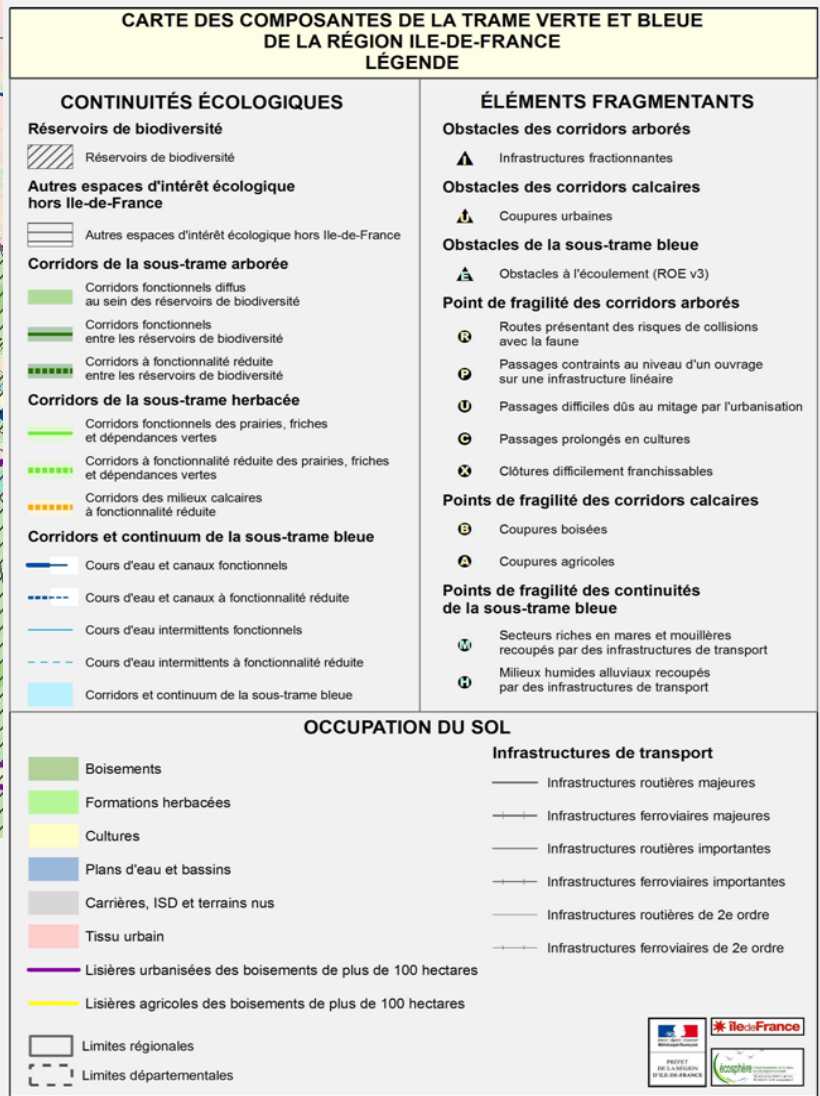 CARTE DES COMPOSANTES DE LA TRAME VERTE ET BLEUE
DE LA RÉGION ILE-DE-FRANCE
LÉGENDE
CONTINUITÉS ÉCOLOGIQUES
Réservoirs de biodiversité
Réservoirs de biodiversité
Autres espaces d'intérêt écologique
hors Ile-de-France
Autres espaces d'intérêt écologique hors Ile-de-France
Corridors de la sous-trame arborée
Corridors fonctionnels diffus
au sein des réservoirs de biodiversité
Corridors fonctionnels
entre les réservoirs de biodiversité
Corridors à fonctionnalité réduite
entre les réservoirs de biodiversité
Corridors de la sous-trame herbacée
Corridors fonctionnels des prairies, friches
et dépendances vertes
Corridors à fonctionnalité réduite des prairies, friches
et dépendances vertes
Corridors des milieux calcaires
à fonctionnalité réduite
Corridors et continuum de la sous-trame bleue
Cours d'eau et canaux fonctionnels
Cours d'eau et canaux à fonctionnalité réduite
Cours d'eau intermittents fonctionnels
Cours d'eau intermittents à fonctionnalité réduite
Corridors et continuum de la sous-trame bleue
ÉLÉMENTS FRAGMENTANTS
Obstacles des corridors arborés
I Infrastructures fractionnantes
Obstacles des corridors calcaires
U Coupures urbaines
Obstacles de la sous-trame bleue
E Obstacles à l'écoulement (ROE v3)
Point de fragilité des corridors arborés
R Routes présentant des risques de collisions
avec la faune
P Passages contraints au niveau d'un ouvrage
sur une infrastructure linéaire
U Passages difficiles dûs au mitage par l'urbanisation
C Passages prolongés en cultures
X Clôtures difficilement franchissables
Points de fragilité des corridors calcaires
B Coupures boisées
A Coupures agricoles
Points de fragilité des continuités
de la sous-trame bleue
M Secteurs riches en mares et mouillères
recoupés par des infrastructures de transport
H Milieux humides alluviaux recoupés
par des infrastructures de transport
OCCUPATION DU SOL
Boisements
Formations herbacées
Cultures
Plans d'eau et bassins
Carrières, ISD et terrains nus
Tissu urbain
Lisières urbanisées des boisements de plus de 100 hectares
Lisières agricoles des boisements de plus de 100 hectares
Limites régionales
Limites départementales
Infrastructures de transport
Infrastructures routières majeures
Infrastructures ferroviaires majeures
Infrastructures routières importantes
Infrastructures ferroviaires importantes
Infrastructures routières de 2e ordre
Infrastructures ferroviaires de 2e ordre
PRÉFET
DE LA RÉGION
D'ILE-DE-FRANCE
îledeFrance
écosphère